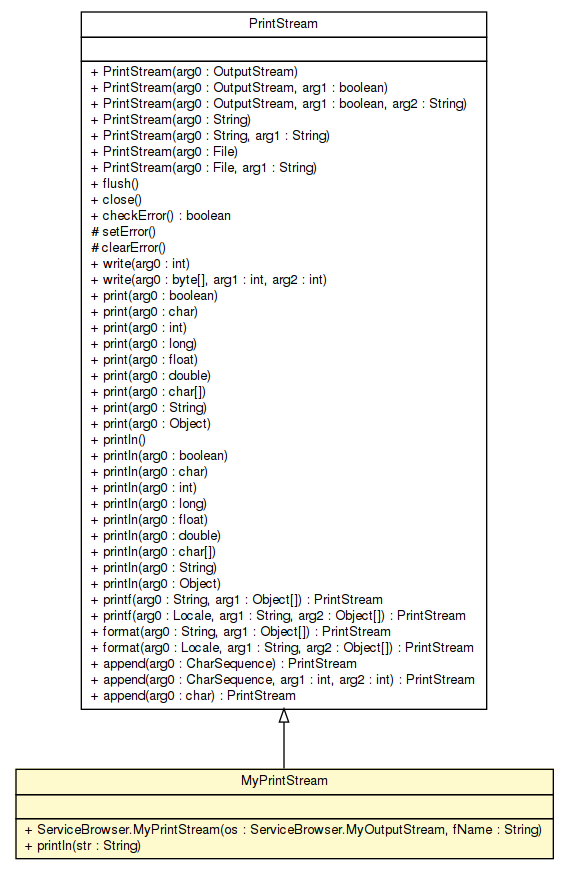 PrintStream
+ PrintStream(arg0 : OutputStream)
+ PrintStream(arg0 : OutputStream, arg1 : boolean)
+ PrintStream(arg0 : OutputStream, arg1 : boolean, arg2 : String)
+ PrintStream(arg0 : String)
+ PrintStream(arg0 : String, arg1 : String)
+ PrintStream(arg0 : File)
+ PrintStream(arg0 : File, arg1 : String)
+ flush()
+ close()
+ checkError() : boolean
# setError()
# clearError()
+ write(arg0 : int)
+ write(arg0 : byte[], arg1 : int, arg2 : int)
+ print(arg0 : boolean)
+ print(arg0 : char)
+ print(arg0 : int)
+ print(arg0 : long)
+ print(arg0 : float)
+ print(arg0 : double)
+ print(arg0 : char[])
+ print(arg0 : String)
+ print(arg0 : Object)
+ println()
+ println(arg0 : boolean)
+ println(arg0 : char)
+ println(arg0 : int)
+ println(arg0 : long)
+ println(arg0 : float)
+ println(arg0 : double)
+ println(arg0 : char[])
+ println(arg0 : String)
+ println(arg0 : Object)
+ printf(arg0 : String, arg1 : Object[]) : PrintStream
+ printf(arg0 : Locale, arg1 : String, arg2 : Object[]) : PrintStream
+ format(arg0 : String, arg1 : Object[]) : PrintStream
+ format(arg0 : Locale, arg1 : String, arg2 : Object[]) : PrintStream
+ append(arg0 : CharSequence) : PrintStream
+ append(arg0 : CharSequence, arg1 : int, arg2 : int) : PrintStream
+ append(arg0 : char) : PrintStream
MyPrintStream
+ ServiceBrowser.MyPrintStream(os : ServiceBrowser.MyOutputStream, fName : String)
+ println(str : String)